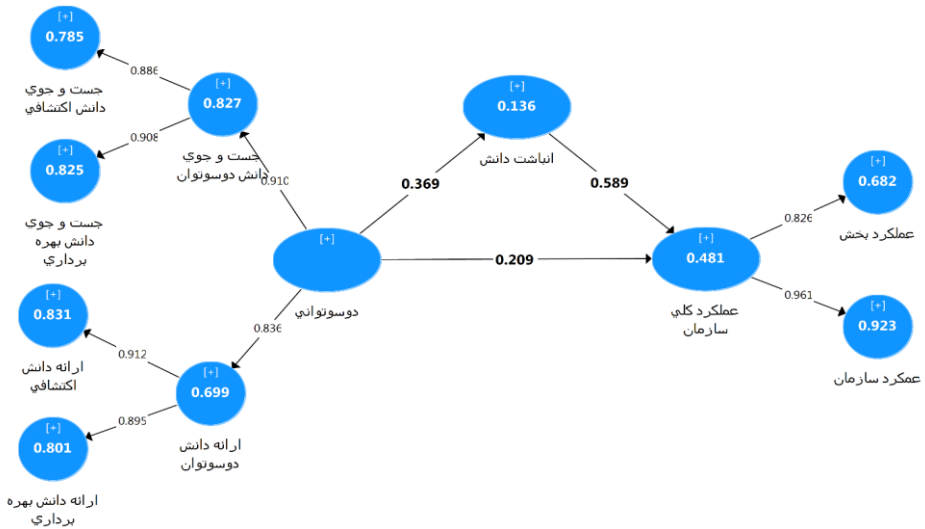 [+]
0.785
جست و جوي
دانش اكتشافي
0.886
[+]
0.827
جست و جوي
دانش دوسوتوان
0.908
[+]
0.825
جست و جوي
دانش بهره
برداري
0.910
[+]
0.136
انباشت دانش
0.369
0.589
[+]
دوسوتواني
0.209
[+]
0.481
عملكرد كلي
سازمان
0.826
[+]
0.682
عملكرد بخش
0.961
[+]
0.923
عمكرد سازمان
0.836
[+]
0.699
ارائه دانش
دوسوتوان
0.912
[+]
0.831
ارائه دانش
اكتشافي
0.895
[+]
0.801
ارائه دانش بهره
برداري